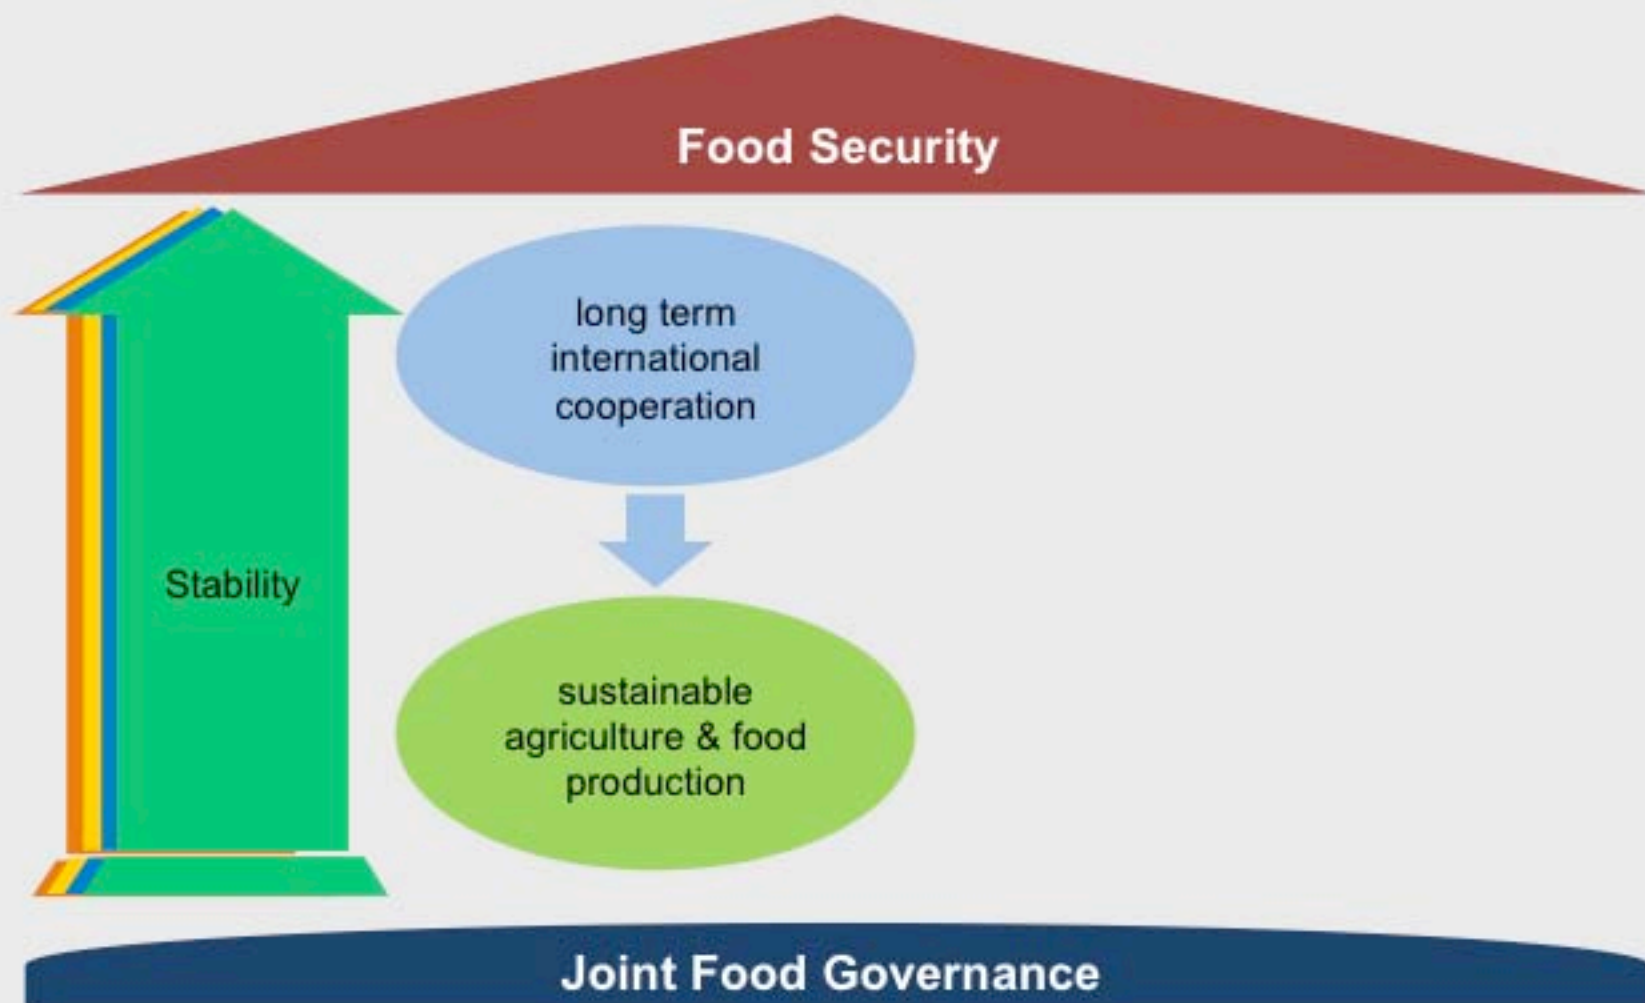 Food Security
long term
international
cooperation
Stability
sustainable
agriculture & food
production
Joint Food Governance